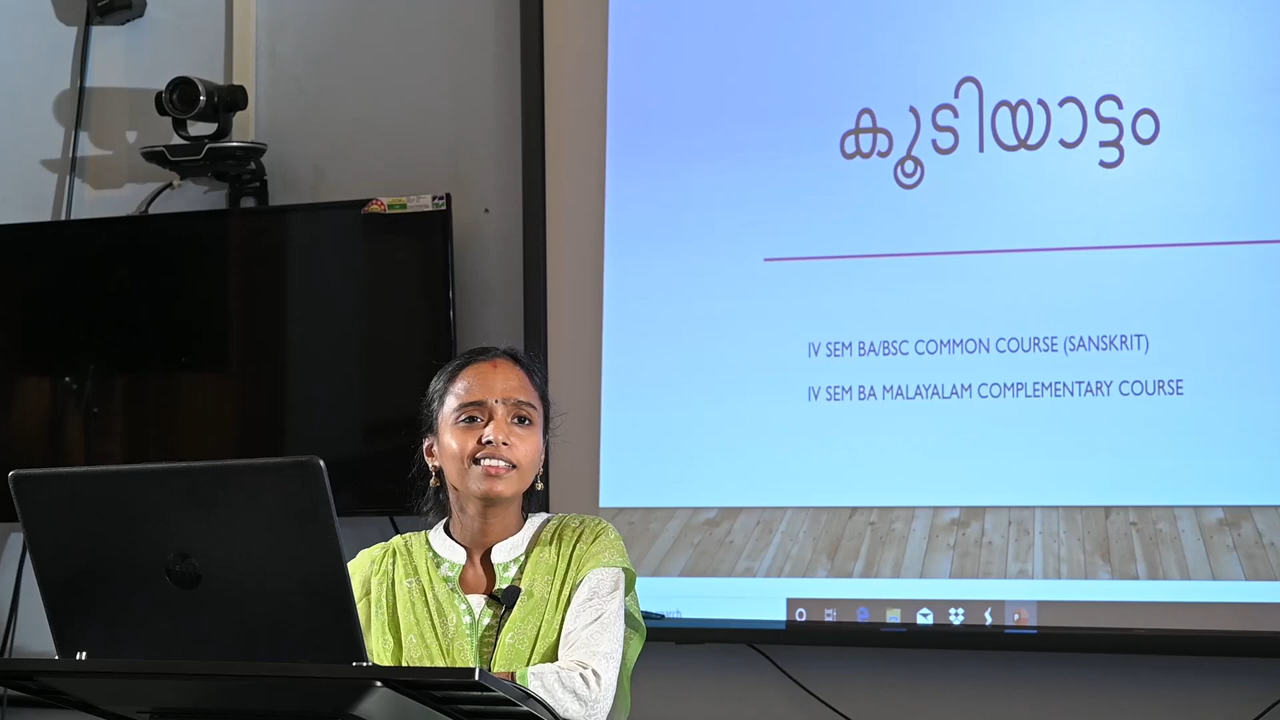 കൂടിയാട്ടം
IV SEM BA/BSC COMMON COURSE (SANSKRIT)
IV SEM BA MALAYALAM COMPLEMENTARY COURSE